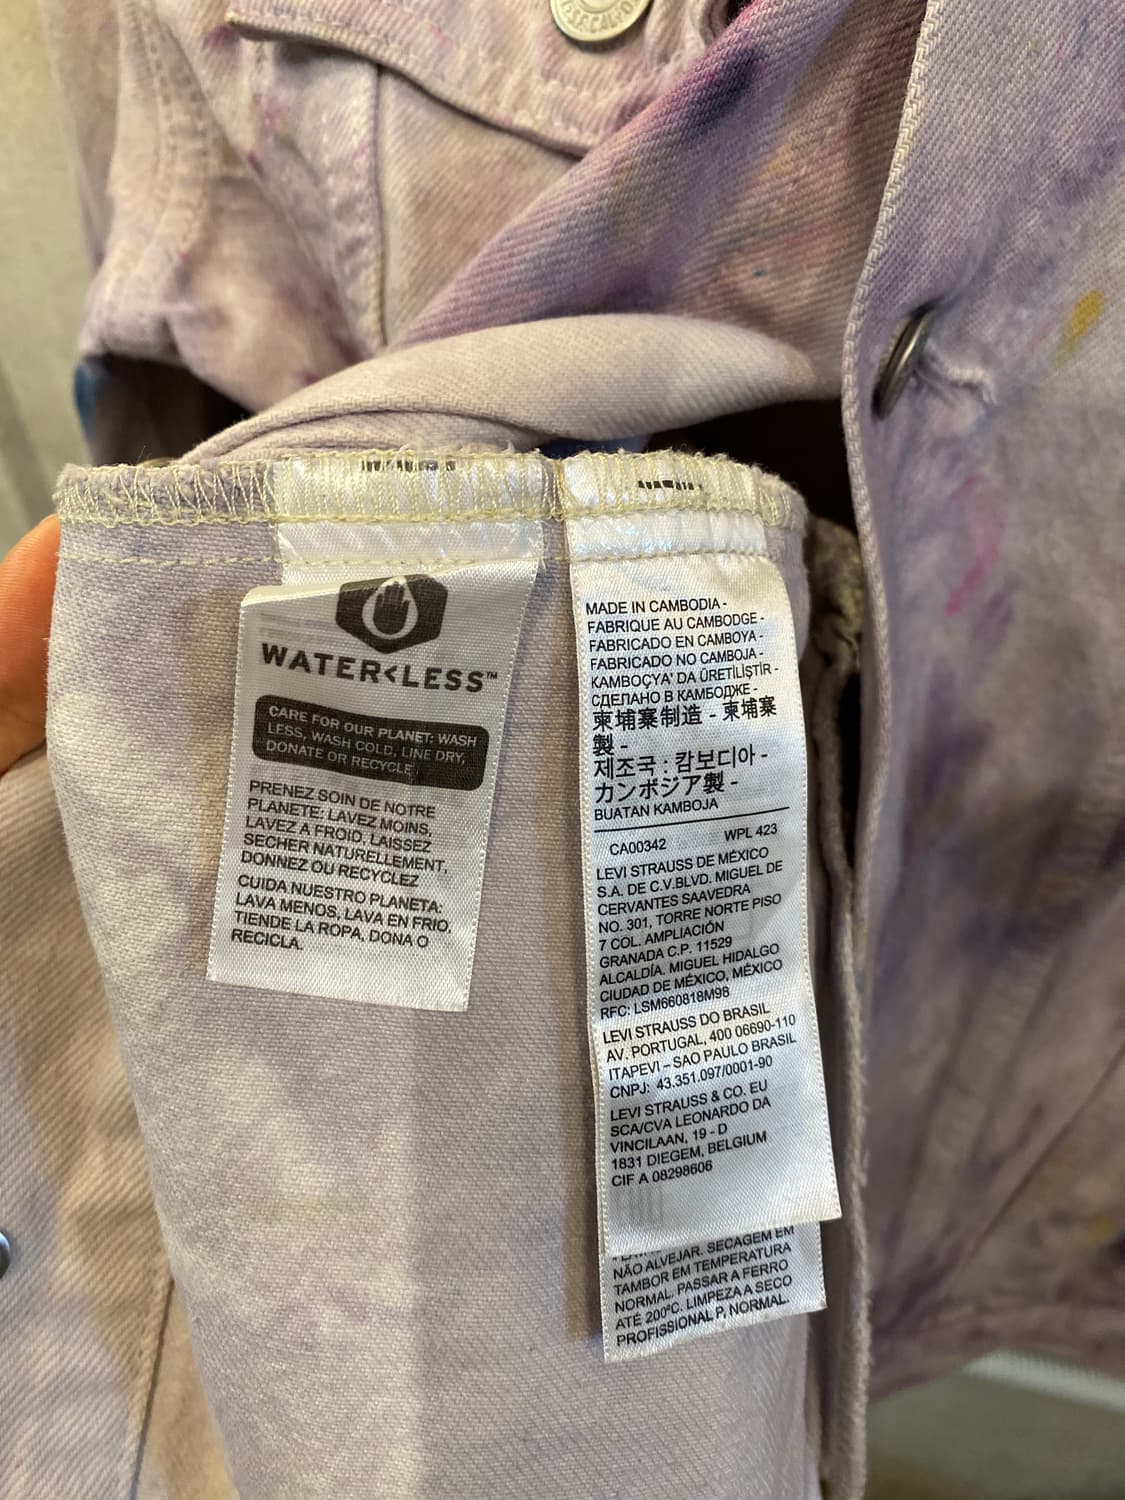 WATER<LESS™
CARE FOR OUR PLANET: WASH
LESS, WASH COLD, LINE DRY,
DONATE OR RECYCLE
PRENEZ SOIN DE NOTRE
PLANETE: LAVEZ MOINS,
LAVEZ A FROID, LAISSEZ
SECHER NATURELLEMENT,
DONNEZ OU RECYCLEZ
CUIDA NUESTRO PLANETA:
LAVA MENOS, LAVA EN FRIO,
TIENDE LA ROPA, DONA O
RECICLA.
MADE IN CAMBODIA -
FABRIQUE AU CAMBODGE -
FABRICADO EN CAMBOYA -
FABRICADO NO CAMBOJA -
KAMBOÇYA' DA ÜRETİLİŞTİR -
СДЕЛАНО В КАМБОДЖЕ -
柬埔寨制造 - 柬埔寨
製 -
제조국 : 캄보디아 -
カンボジア製 -
BUATAN KAMBOJA
CA00342 WPL 423
LEVI STRAUSS DE MÉXICO
S.A. DE C.V.BLVD. MIGUEL DE
CERVANTES SAAVEDRA
NO. 301, TORRE NORTE PISO
7 COL. AMPLIACIÓN
GRANADA C.P. 11529
ALCALDÍA. MIGUEL HIDALGO
CIUDAD DE MÉXICO, MÉXICO
RFC: LSM660818M98
LEVI STRAUSS DO BRASIL
AV. PORTUGAL, 400 06690-110
ITAPEVI – SAO PAULO BRASIL
CNPJ: 43.351.097/0001-90
LEVI STRAUSS & CO. EU
SCA/CVA LEONARDO DA
VINCILAAN, 19 - D
1831 DIEGEM, BELGIUM
CIF A 08298606
NÃO ALVEJAR. SECAGEM EM
TAMBOR EM TEMPERATURA
NORMAL. PASSAR A FERRO
ATÉ 200ºC. LIMPEZA A SECO
PROFISSIONAL P, NORMAL.